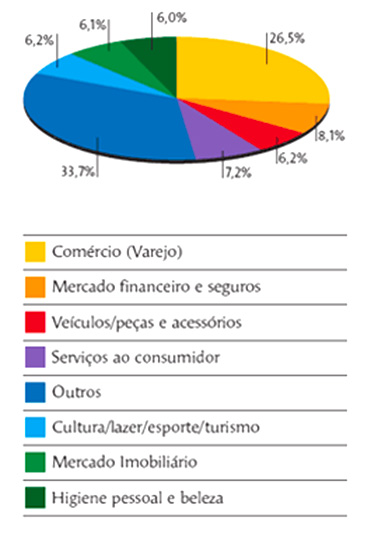 6,0%
6,1%
6,2%
26,5%
8,1%
6,2%
7,2%
33,7%
Comércio (Varejo)
Mercado financeiro e seguros
Veículos/peças e acessórios
Serviços ao consumidor
Outros
Cultura/lazer/esporte/turismo
Mercado Imobiliário
Higiene pessoal e beleza